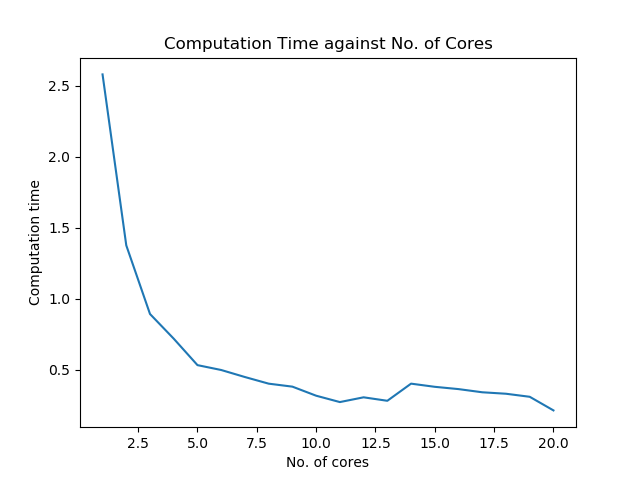 Computation Time against No. of Cores
2.5
2.0
1.5
1.0
0.5
Computation time
2.5 5.0 7.5 10.0 12.5 15.0 17.5 20.0
No. of cores